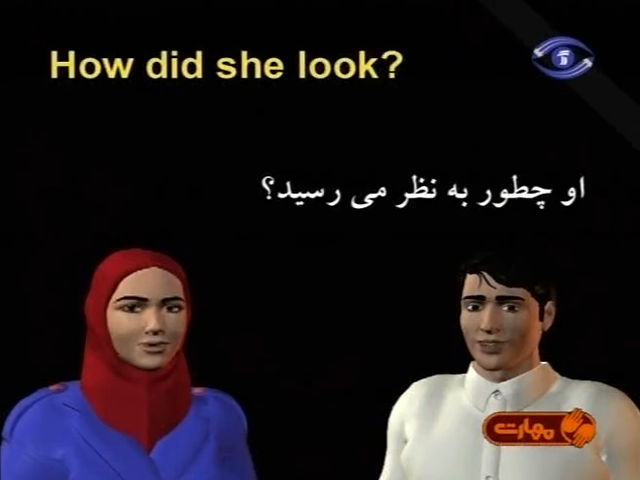 How did she look?
او چطور به نظر می رسید؟
مهارت